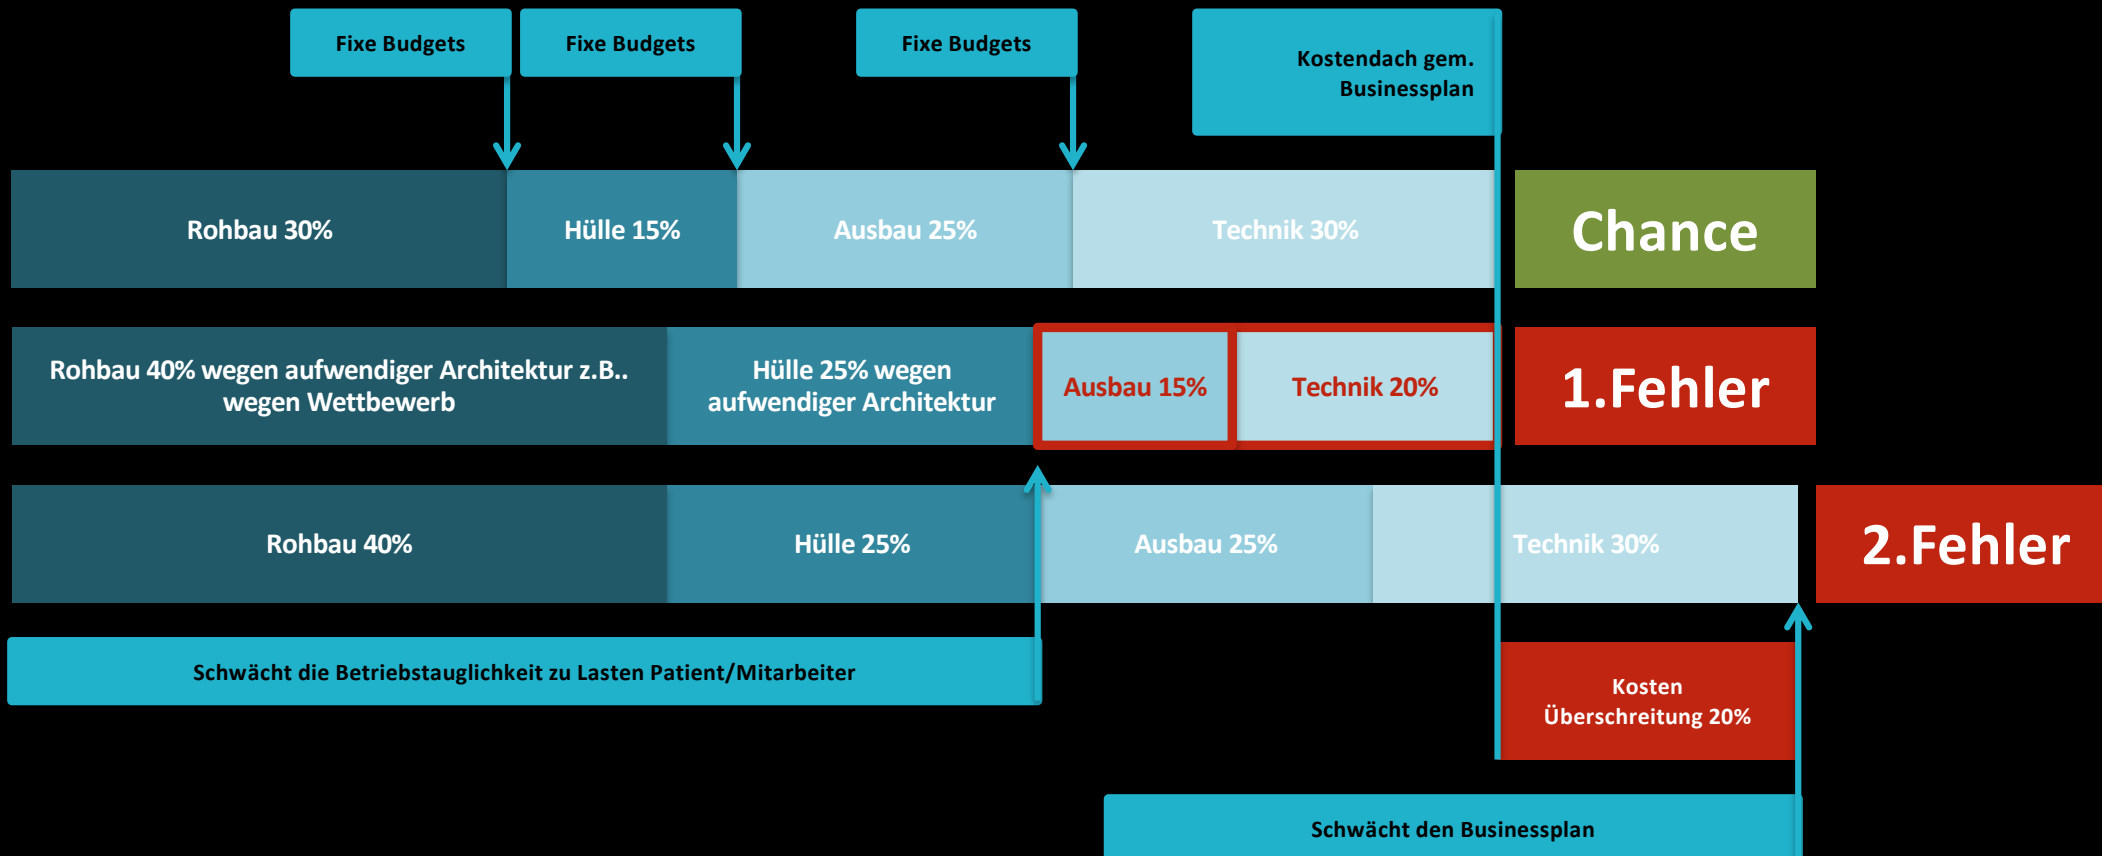 Fixe Budgets
Fixe Budgets
Fixe Budgets
Kostendach gem.
Businessplan
Rohbau 30%
Hülle 15%
Ausbau 25%
Technik 30%
Chance
Rohbau 40% wegen aufwendiger Architektur z.B..
wegen Wettbewerb
Hülle 25% wegen
aufwendiger Architektur
Ausbau 15%
Technik 20%
1.Fehler
Rohbau 40%
Hülle 25%
Ausbau 25%
Technik 30%
2.Fehler
Schwächt die Betriebstauglichkeit zu Lasten Patient/Mitarbeiter
Kosten
Überschreitung 20%
Schwächt den Businessplan